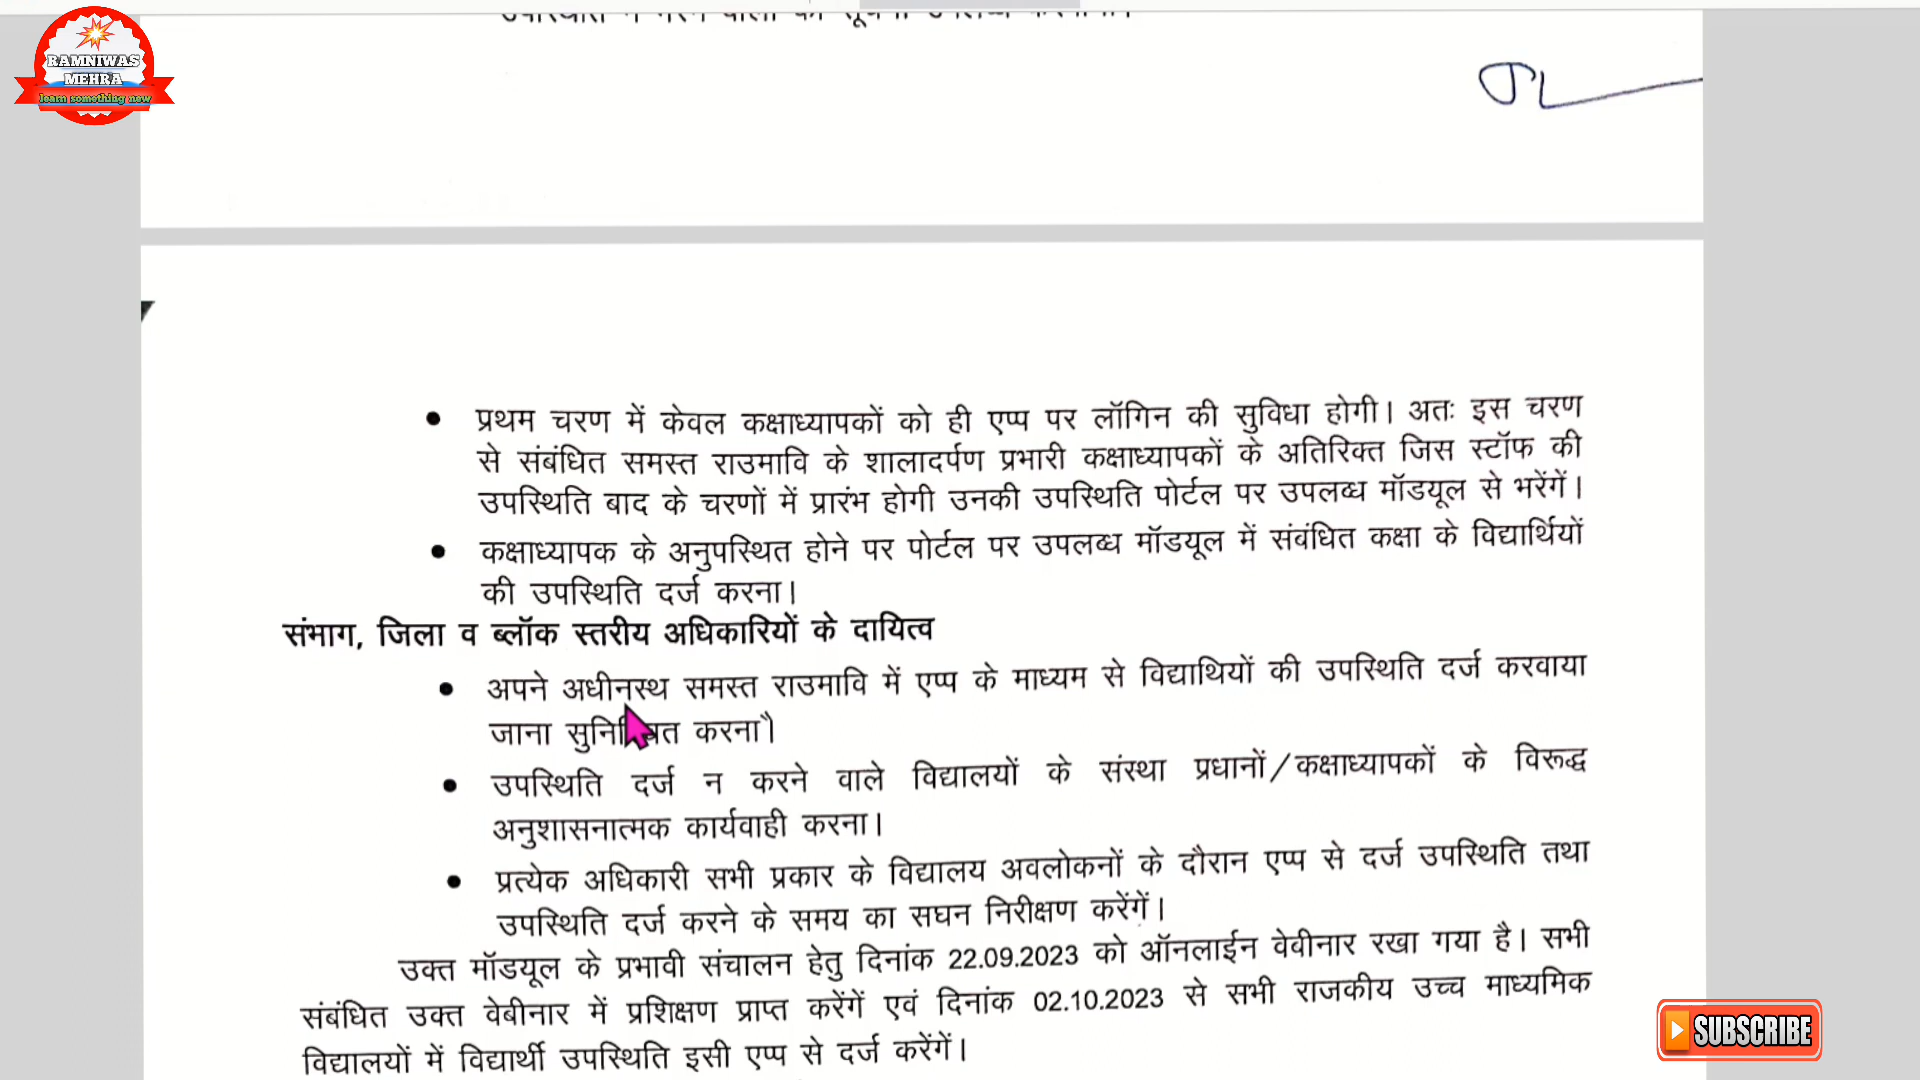 RAMNIWAS
MEHRA
learn something new
प्रथम चरण में केवल कक्षाध्यापकों को ही एप्प पर लॉगिन की सुविधा होगी। अतः इस चरण
से संबंधित समस्त राउमावि के शालादर्पण प्रभारी कक्षाध्यापकों के अतिरिक्त जिस स्टॉफ की
उपस्थिति बाद के चरणों में प्रारंभ होगी उनकी उपस्थिति पोर्टल पर उपलब्ध मॉडयूल से भरेंगें।
कक्षाध्यापक के अनुपस्थित होने पर पोर्टल पर उपलब्ध मॉडयूल में संबंधित कक्षा के विद्यार्थियों
की उपस्थिति दर्ज करना।
संभाग, जिला व ब्लॉक स्तरीय अधिकारियों के दायित्व
अपने अधीनस्थ समस्त राउमावि में एप्प के माध्यम से विद्याथियों की उपस्थिति दर्ज करवाया
जाना करना।
उपस्थिति दर्ज न करने वाले विद्यालयों के संस्था प्रधानों/कक्षाध्यापकों के विरूद्ध
अनुशासनात्मक कार्यवाही करना।
प्रत्येक अधिकारी सभी प्रकार के विद्यालय अवलोकनों के दौरान एप्प से दर्ज उपस्थिति तथा
उपस्थिति दर्ज करने के समय का सघन निरीक्षण करेंगें।
उक्त मॉडयूल के प्रभावी संचालन हेतु दिनांक 22.09.2023 को ऑनलाईन वेबीनार रखा गया है। सभी
संबंधित उक्त वेबीनार में प्रशिक्षण प्राप्त करेंगें एवं दिनांक 02.10.2023 से सभी राजकीय उच्च माध्यमिक
विद्यालयों में विद्यार्थी उपस्थिति इसी एप्प से दर्ज करेंगें।
SUBSCRIBE